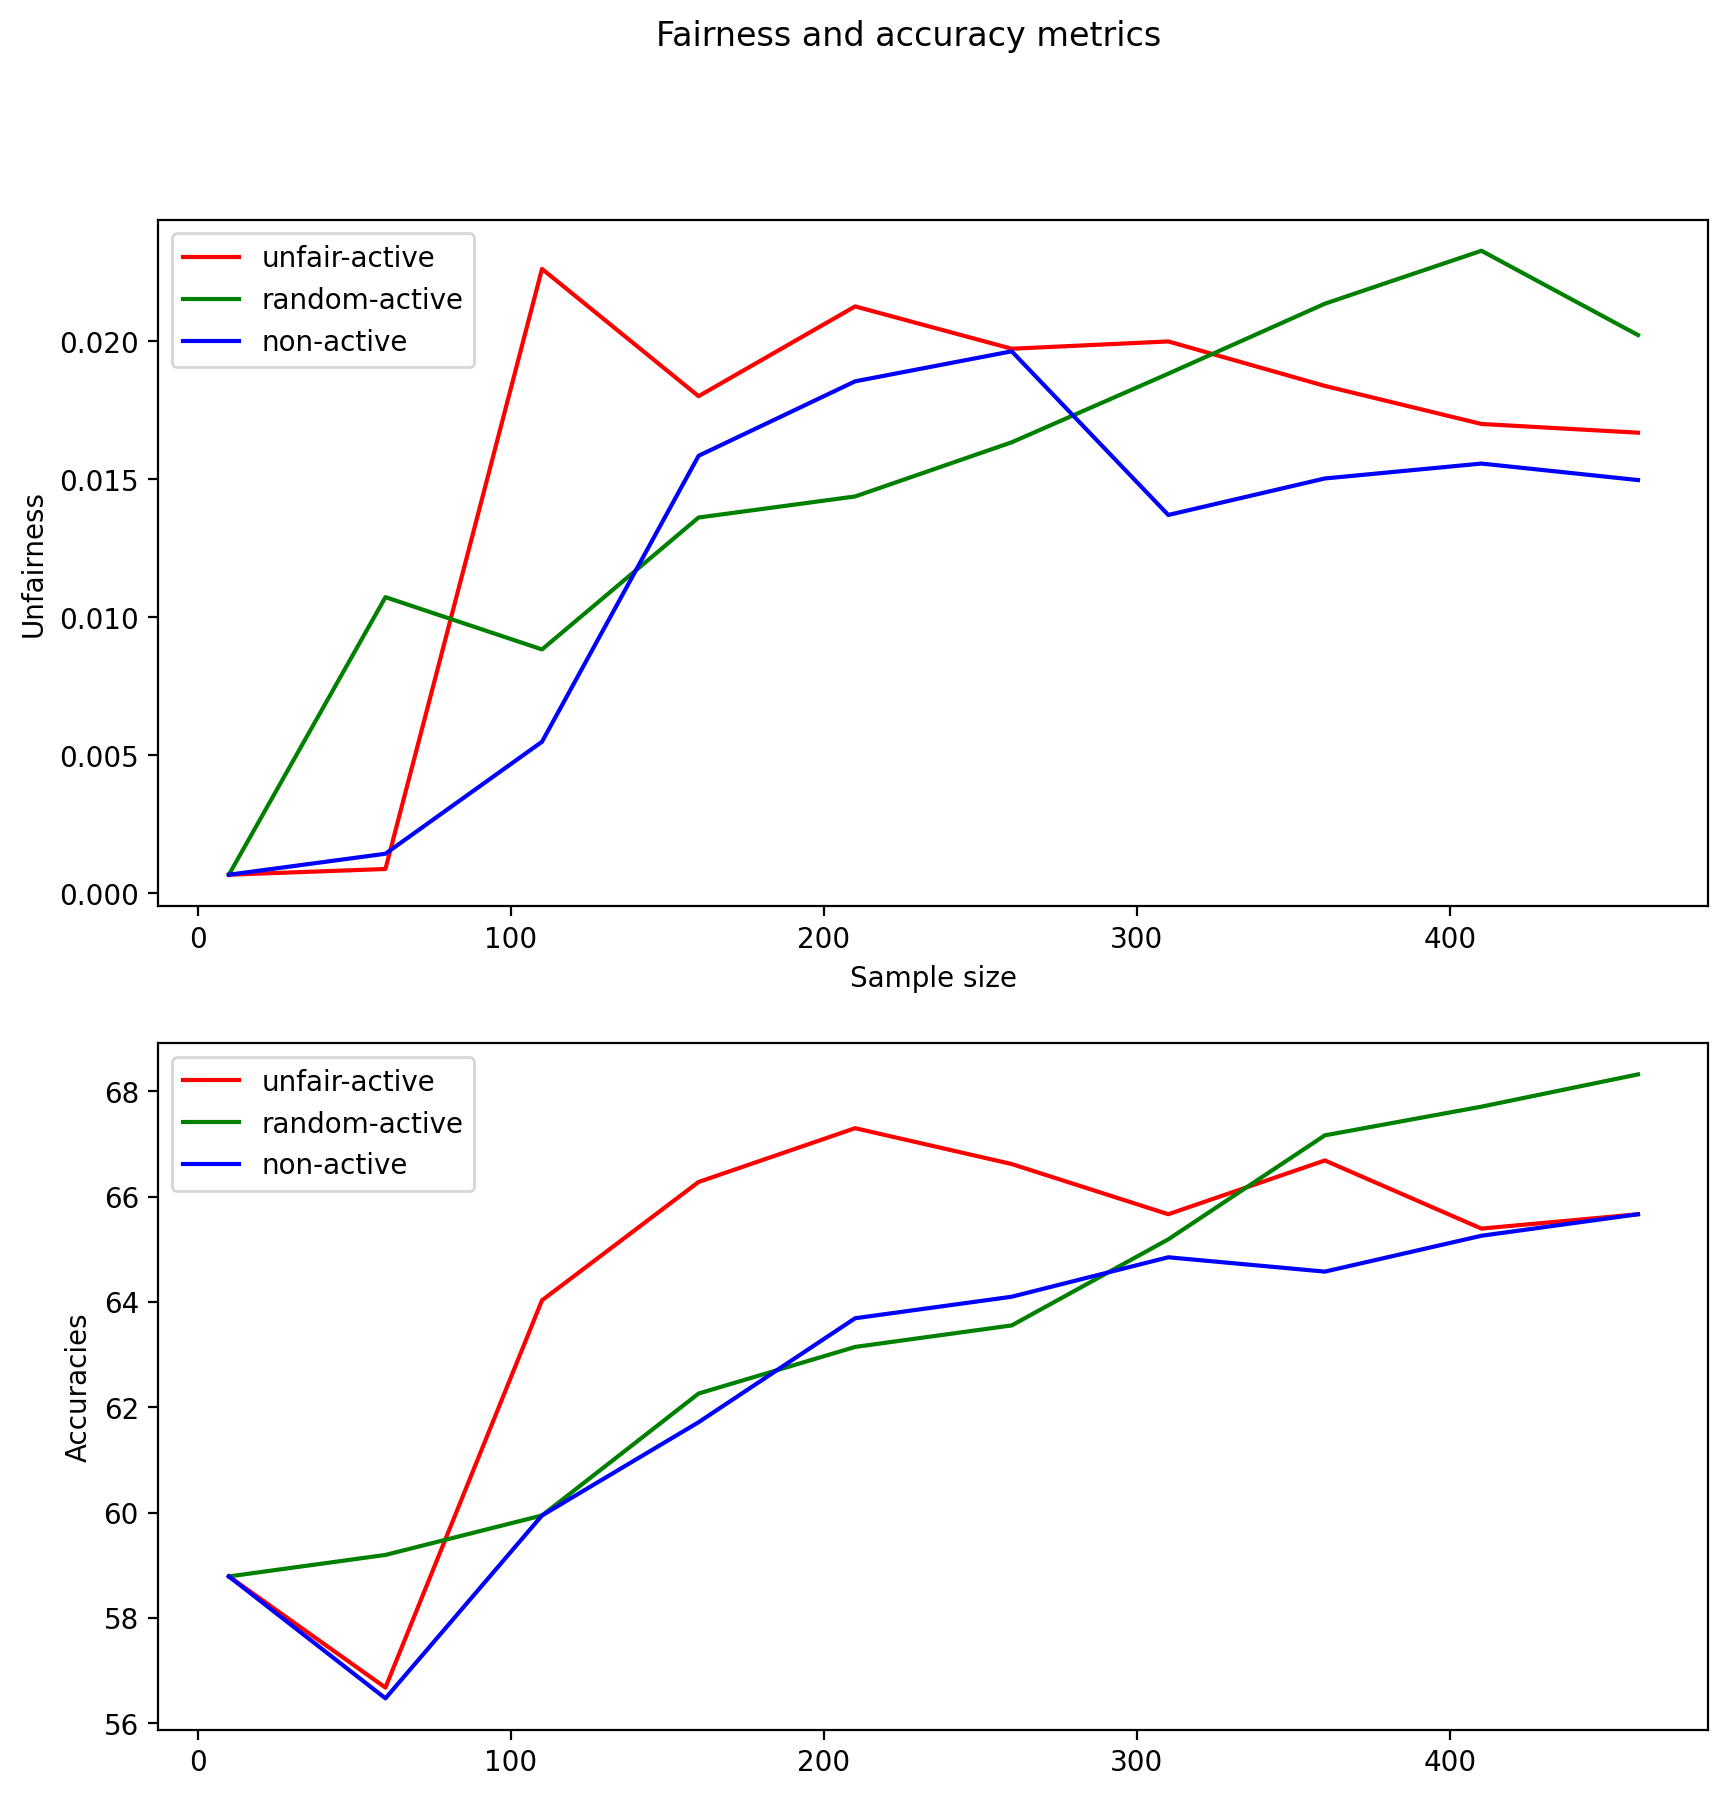 Fairness and accuracy metrics
unfair-active
random-active
non-active
Unfairness
0.020
0.015
0.010
0.005
0.000
0 100 200 300 400
Sample size
unfair-active
random-active
non-active
Accuracies
68
66
64
62
60
58
56
0 100 200 300 400